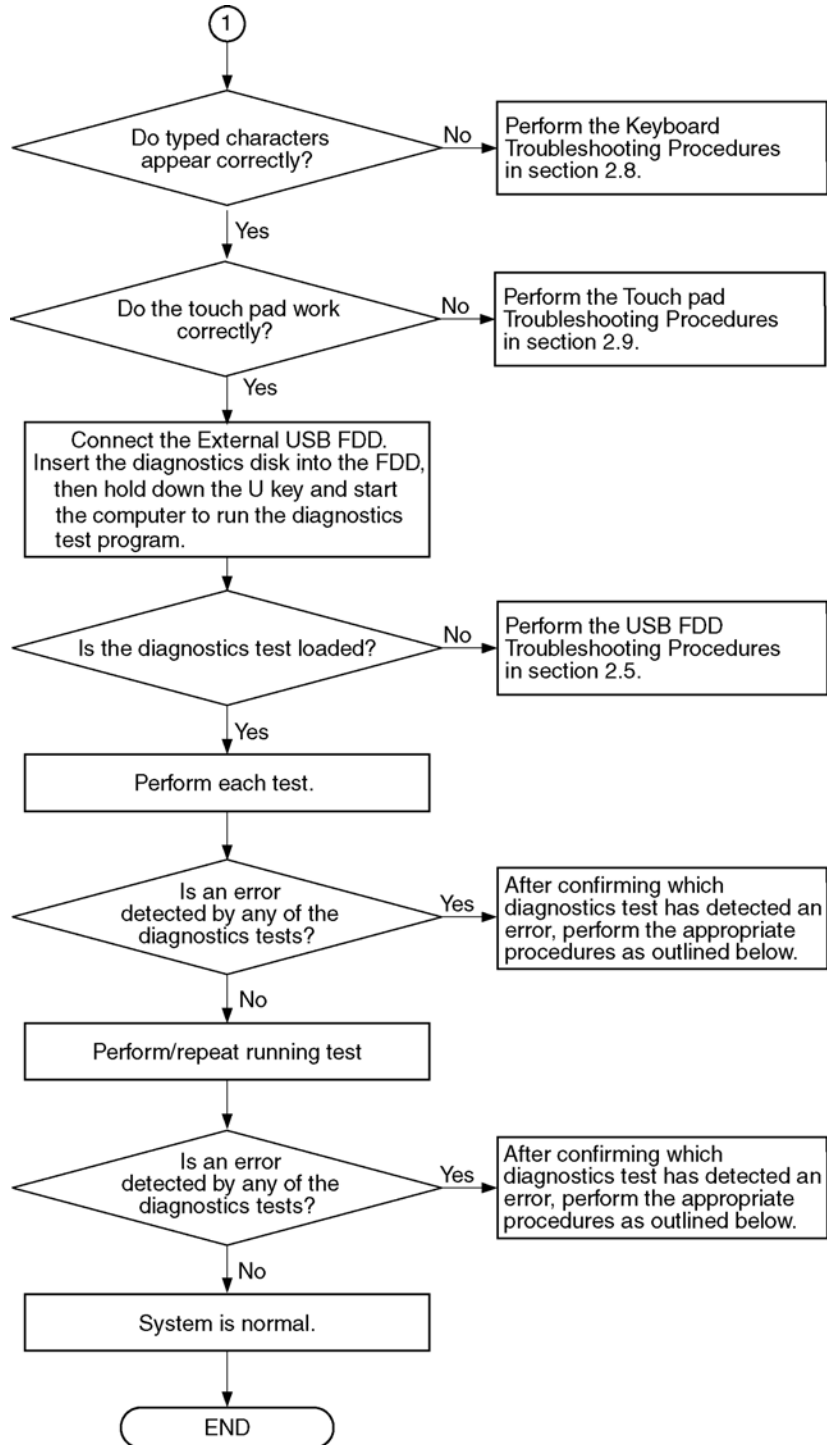 1
Do typed characters
appear correctly?
No
Perform the Keyboard
Troubleshooting Procedures
in section 2.8.
Yes
Do the touch pad work
correctly?
No
Perform the Touch pad
Troubleshooting Procedures
in section 2.9.
Yes
Connect the External USB FDD.
Insert the diagnostics disk into the FDD,
then hold down the U key and start
the computer to run the diagnostics
test program.
Is the diagnostics test loaded?
No
Perform the USB FDD
Troubleshooting Procedures
in section 2.5.
Yes
Perform each test.
Is an error
detected by any of the
diagnostics tests?
Yes
After confirming which
diagnostics test has detected an
error, perform the appropriate
procedures as outlined below.
No
Perform/repeat running test
Is an error
detected by any of the
diagnostics tests?
Yes
After confirming which
diagnostics test has detected an
error, perform the appropriate
procedures as outlined below.
No
System is normal.
END